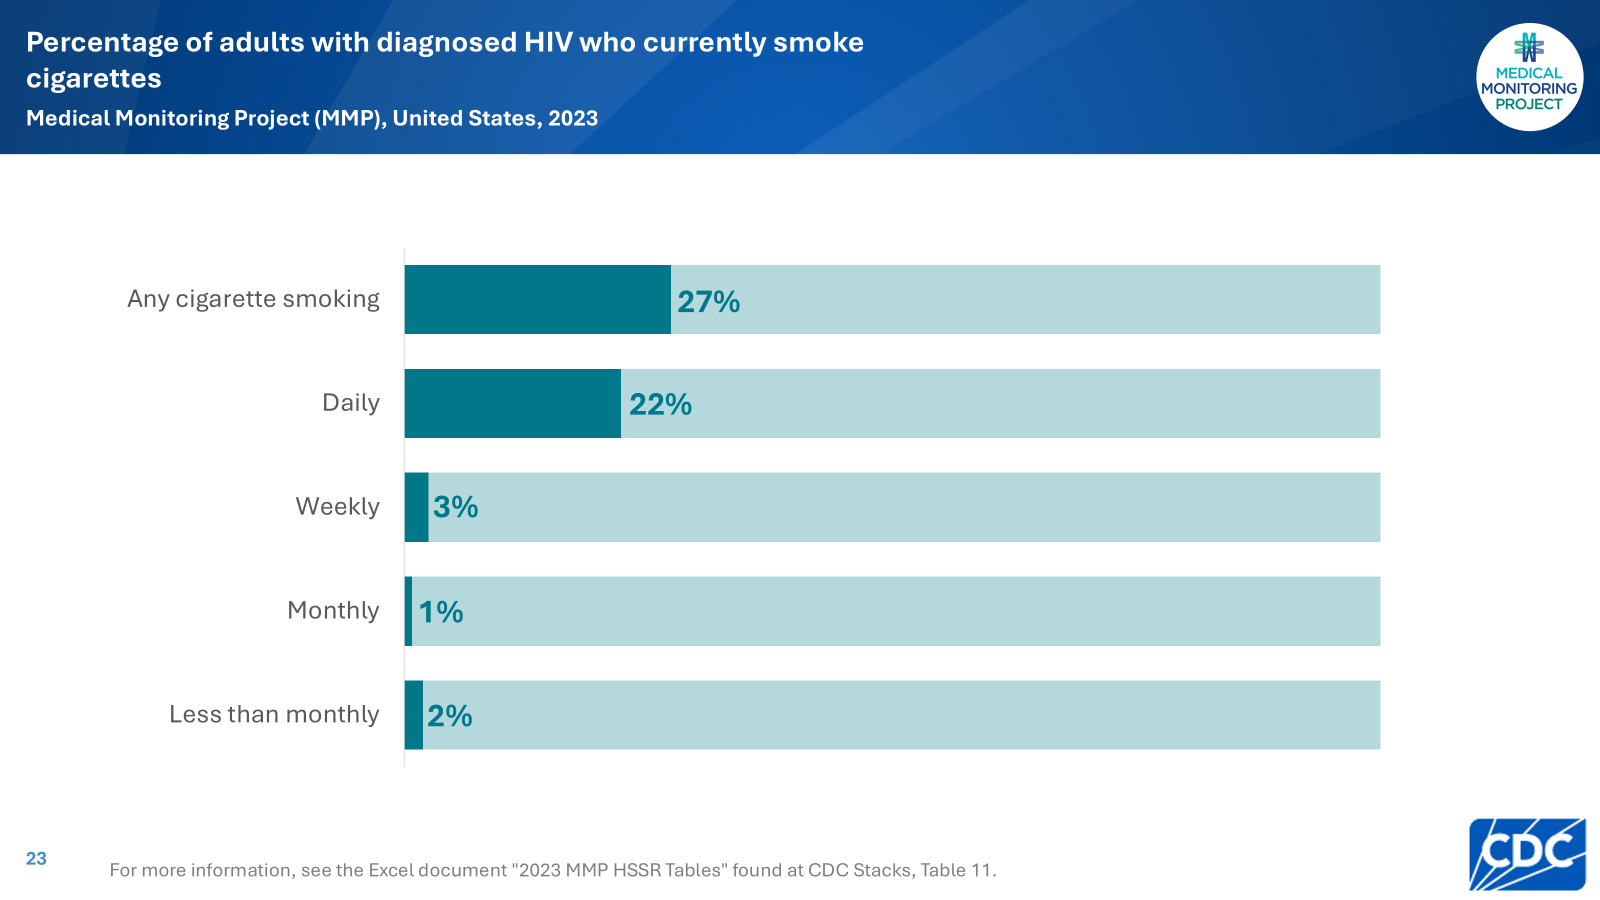 Percentage of adults with diagnosed HIV who currently smoke
cigarettes
Medical Monitoring Project (MMP), United States, 2023
M
W
MEDICAL
MONITORING
PROJECT
Any cigarette smoking
27%
Daily
22%
Weekly
3%
Monthly
1%
Less than monthly
2%
23
For more information, see the Excel document "2023 MMP HSSR Tables" found at CDC Stacks, Table 11.
CDC